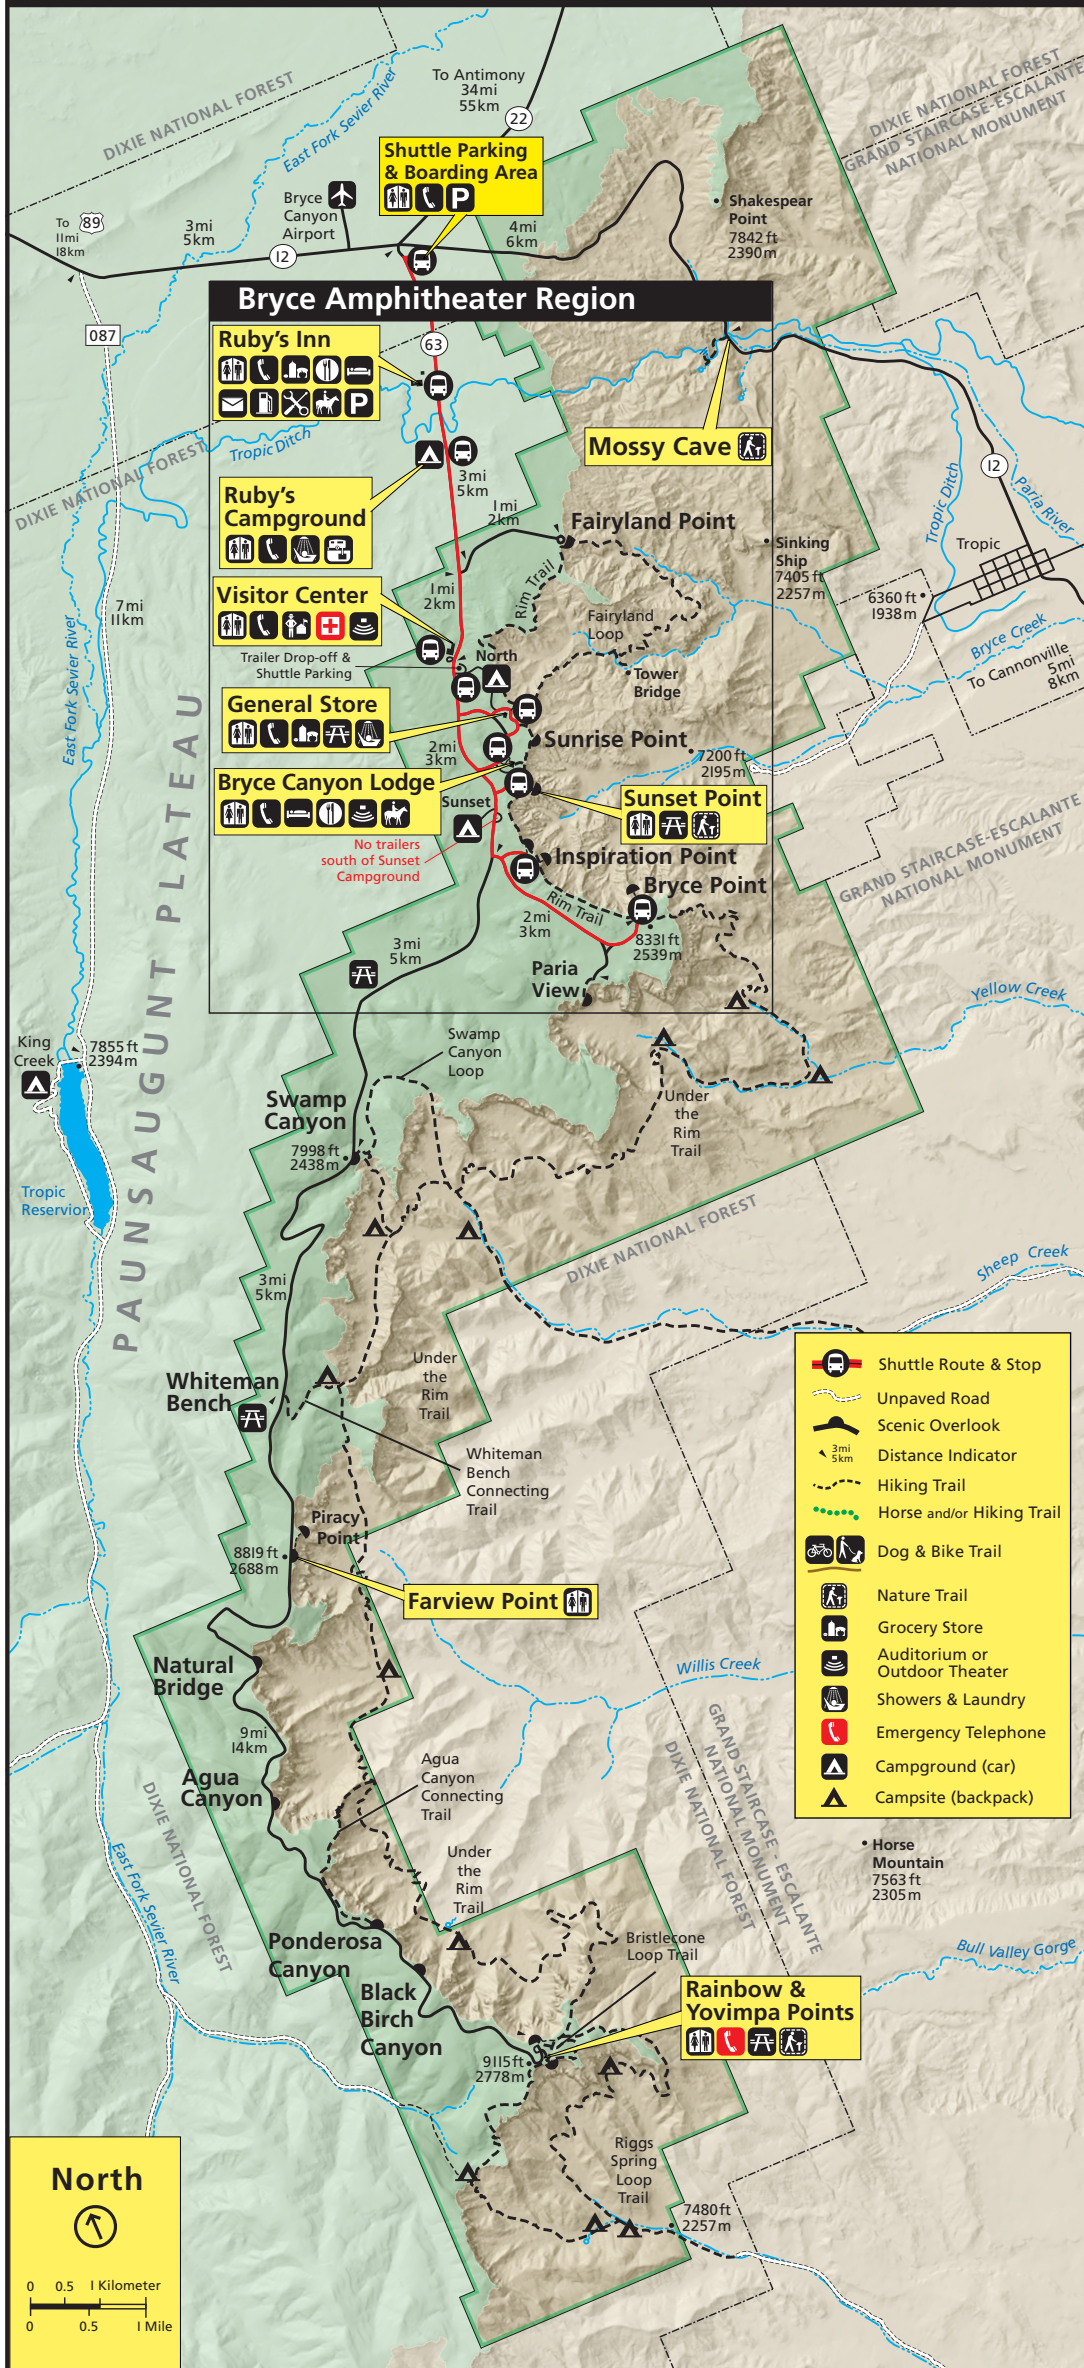 DIXIE NATIONAL FOREST
East Fork Sevier River
To Antimony
34mi
55km
22
DIXIE NATIONAL FOREST
GRAND STAIRCASE-ESCALANTE
NATIONAL MONUMENT
Shuttle Parking
& Boarding Area
P
Bryce
Canyon
Airport
To 89
11mi
18km
3mi
5km
12
4mi
6km
Shakespear
Point
7842 ft
2390m
Bryce Amphitheater Region
087
Ruby's Inn
P
63
Tropic Ditch
DIXIE NATIONAL FOREST
Mossy Cave
3mi
5km
Ruby's
Campground
1mi
2km
Fairyland Point
12
Tropic Ditch
Paria River
Tropic
Sinking
Ship
7405 ft
2257m
6360 ft
1938m
Visitor Center
1mi
2km
Rim Trail
Fairyland
Loop
7mi
11km
East Fork Sevier River
Trailer Drop-off &
Shuttle Parking
North
Tower
Bridge
Bryce Creek
To Cannonville
5mi
8km
General Store
Sunrise Point
2mi
3km
7200 ft
2195m
Bryce Canyon Lodge
Sunset
Sunset Point
No trailers
south of Sunset
Campground
Inspiration Point
Bryce Point
GRAND STAIRCASE-ESCALANTE
NATIONAL MONUMENT
Rim Trail
2mi
3km
8331 ft
2539m
3mi
5km
Paria
View
Yellow Creek
PAUNSAUGUNT PLATEAU
King
Creek
7855 ft
2394m
Swamp
Canyon
Loop
Under
the
Rim
Trail
Swamp
Canyon
7998 ft
2438m
Tropic
Reservior
DIXIE NATIONAL FOREST
Sheep Creek
3mi
5km
Under
the
Rim
Trail
Whiteman
Bench
Whiteman
Bench
Connecting
Trail
Piracy
Point
8819 ft
2688m
Farview Point
Shuttle Route & Stop
Unpaved Road
Scenic Overlook
3mi
5km
Distance Indicator
Hiking Trail
Horse and/or Hiking Trail
Dog & Bike Trail
Nature Trail
Grocery Store
Auditorium or
Outdoor Theater
Showers & Laundry
Emergency Telephone
Campground (car)
Campsite (backpack)
Natural
Bridge
Willis Creek
9mi
14km
Agua
Canyon
Agua
Canyon
Connecting
Trail
GRAND STAIRCASE - ESCALANTE
NATIONAL MONUMENT
DIXIE NATIONAL FOREST
DIXIE NATIONAL FOREST
East Fork Sevier River
Horse
Mountain
7563 ft
2305m
Under
the
Rim
Trail
Ponderosa
Canyon
Bristlecone
Loop Trail
Bull Valley Gorge
Black
Birch
Canyon
Rainbow &
Yovimpa Points
9115 ft
2778m
Riggs
Spring
Loop
Trail
7480 ft
2257m
North
0 0.5 1 Kilometer
0 0.5 1 Mile